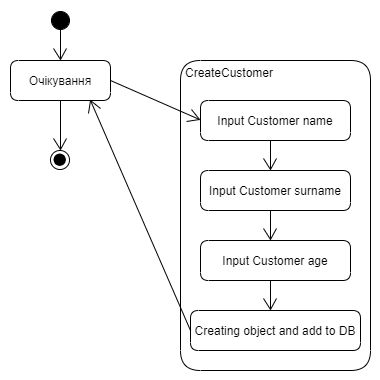 CreateCustomer
Очікування
Input Customer name
Input Customer surname
Input Customer age
Creating object and add to DB